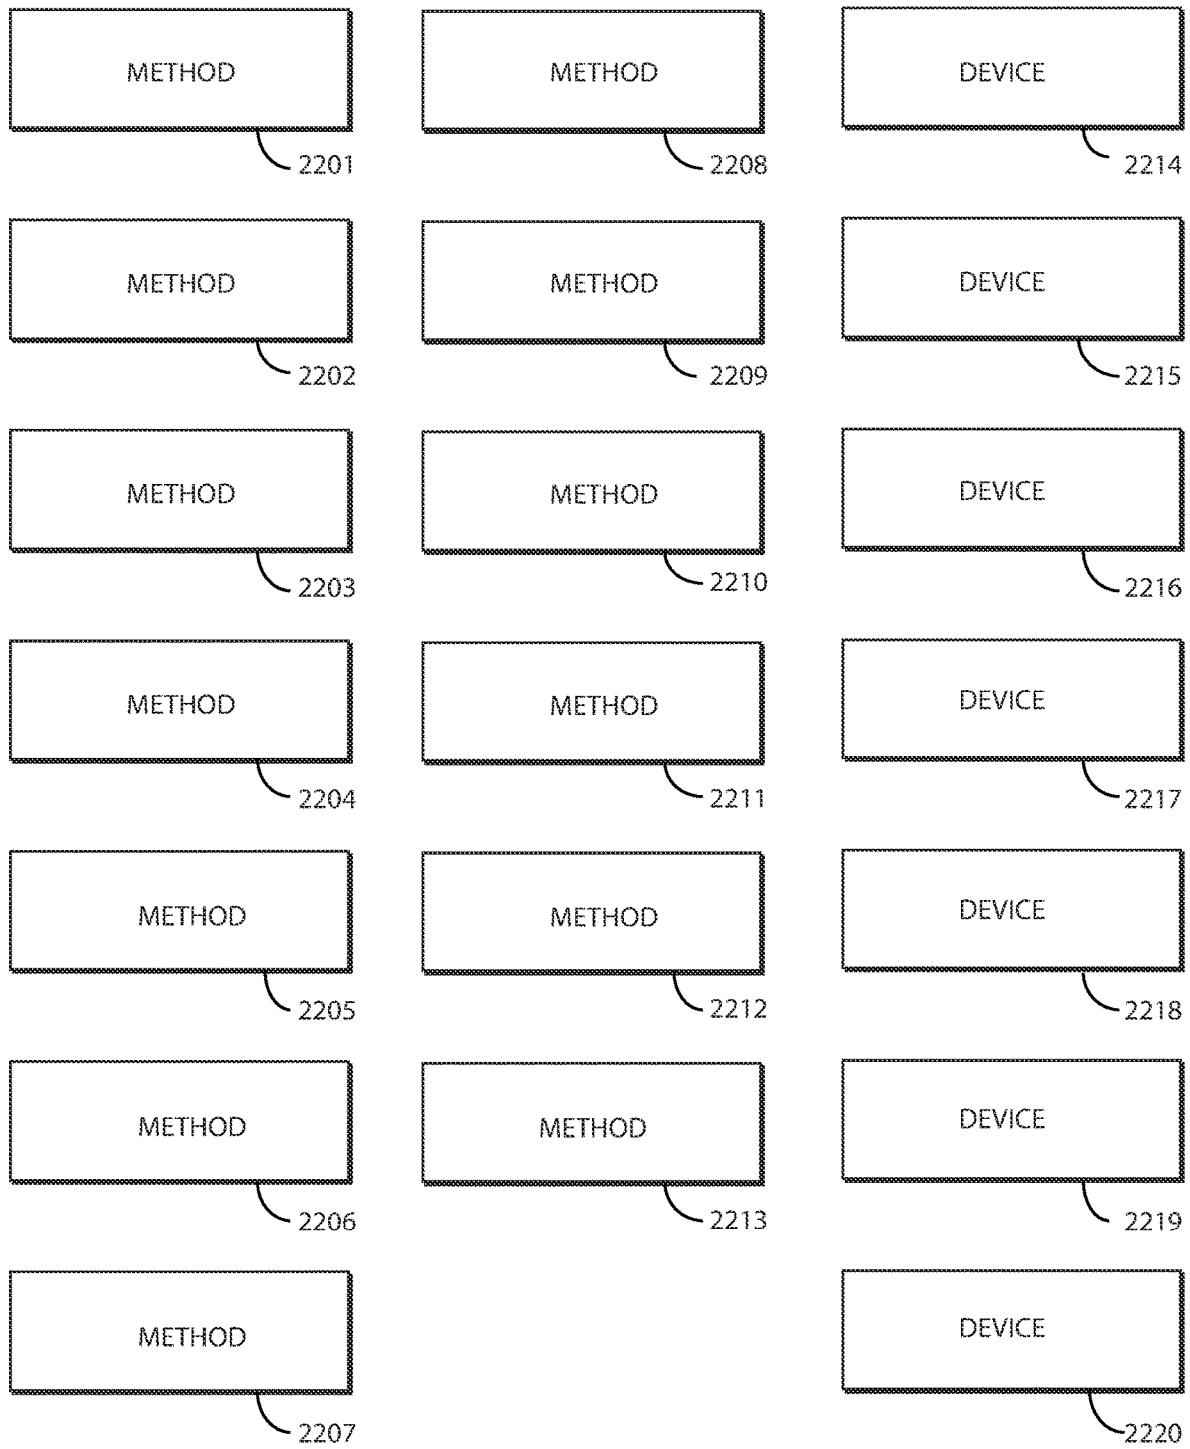 METHOD
2201
METHOD
2202
METHOD
2203
METHOD
2204
METHOD
2205
METHOD
2206
METHOD
2207
METHOD
2208
METHOD
2209
METHOD
2210
METHOD
2211
METHOD
2212
METHOD
2213
DEVICE
2214
DEVICE
2215
DEVICE
2216
DEVICE
2217
DEVICE
2218
DEVICE
2219
DEVICE
2220